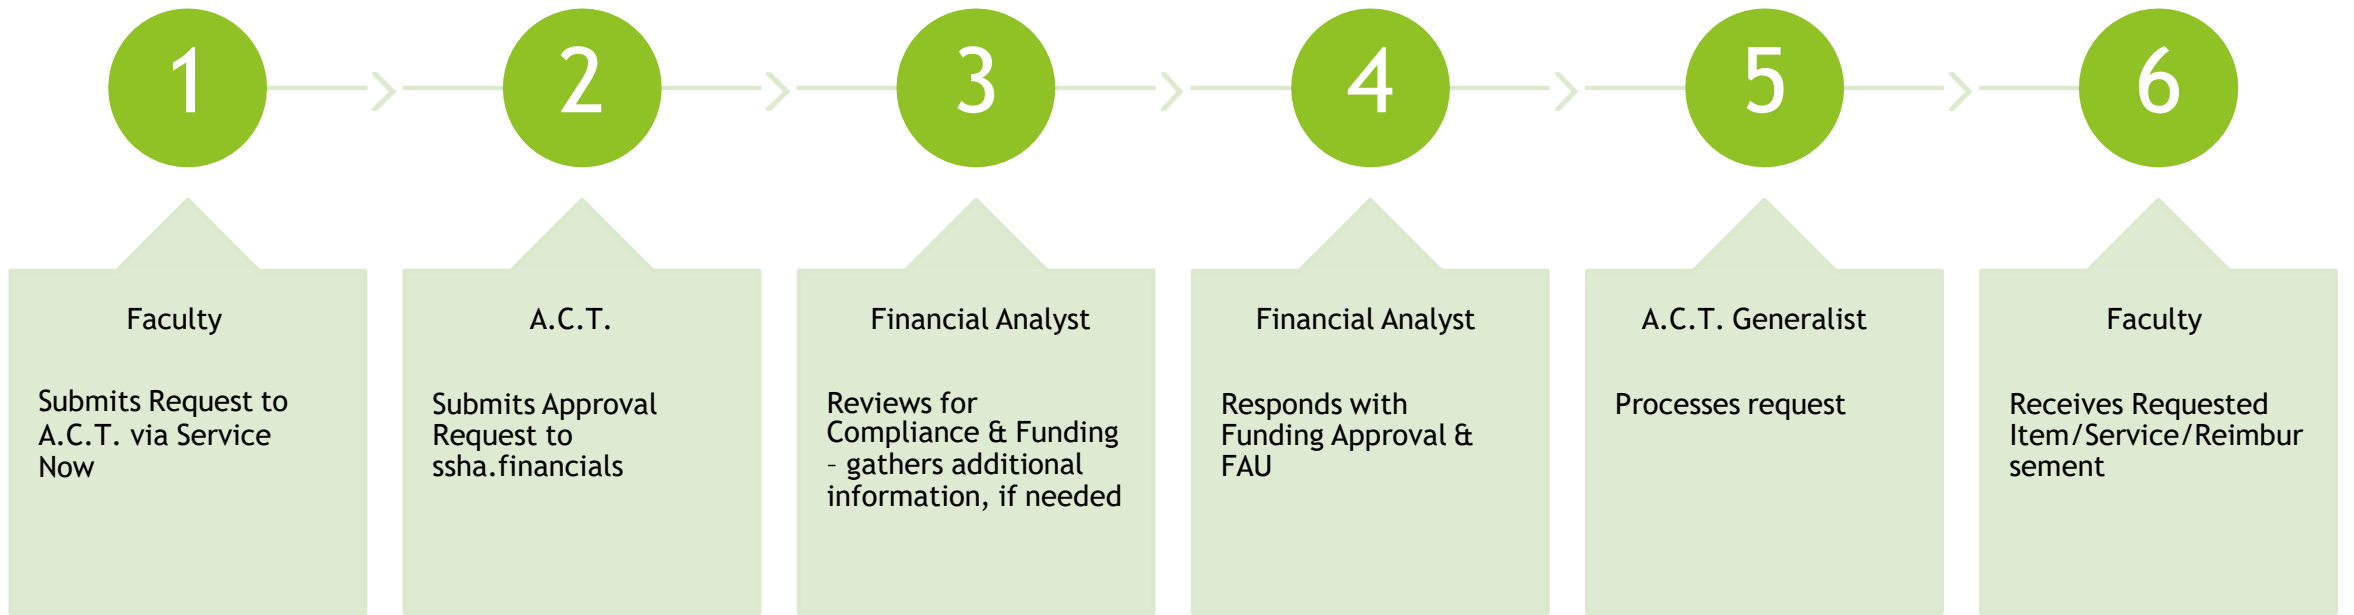 1
2
3
4
5
6
Faculty
Submits Request to
A.C.T. via Service
Now
A.C.T.
Submits Approval
Request to
ssha.financials
Financial Analyst
Reviews for
Compliance & Funding
– gathers additional
information, if needed
Financial Analyst
Responds with
Funding Approval &
FAU
A.C.T. Generalist
Processes request
Faculty
Receives Requested
Item/Service/Reimbur
sement